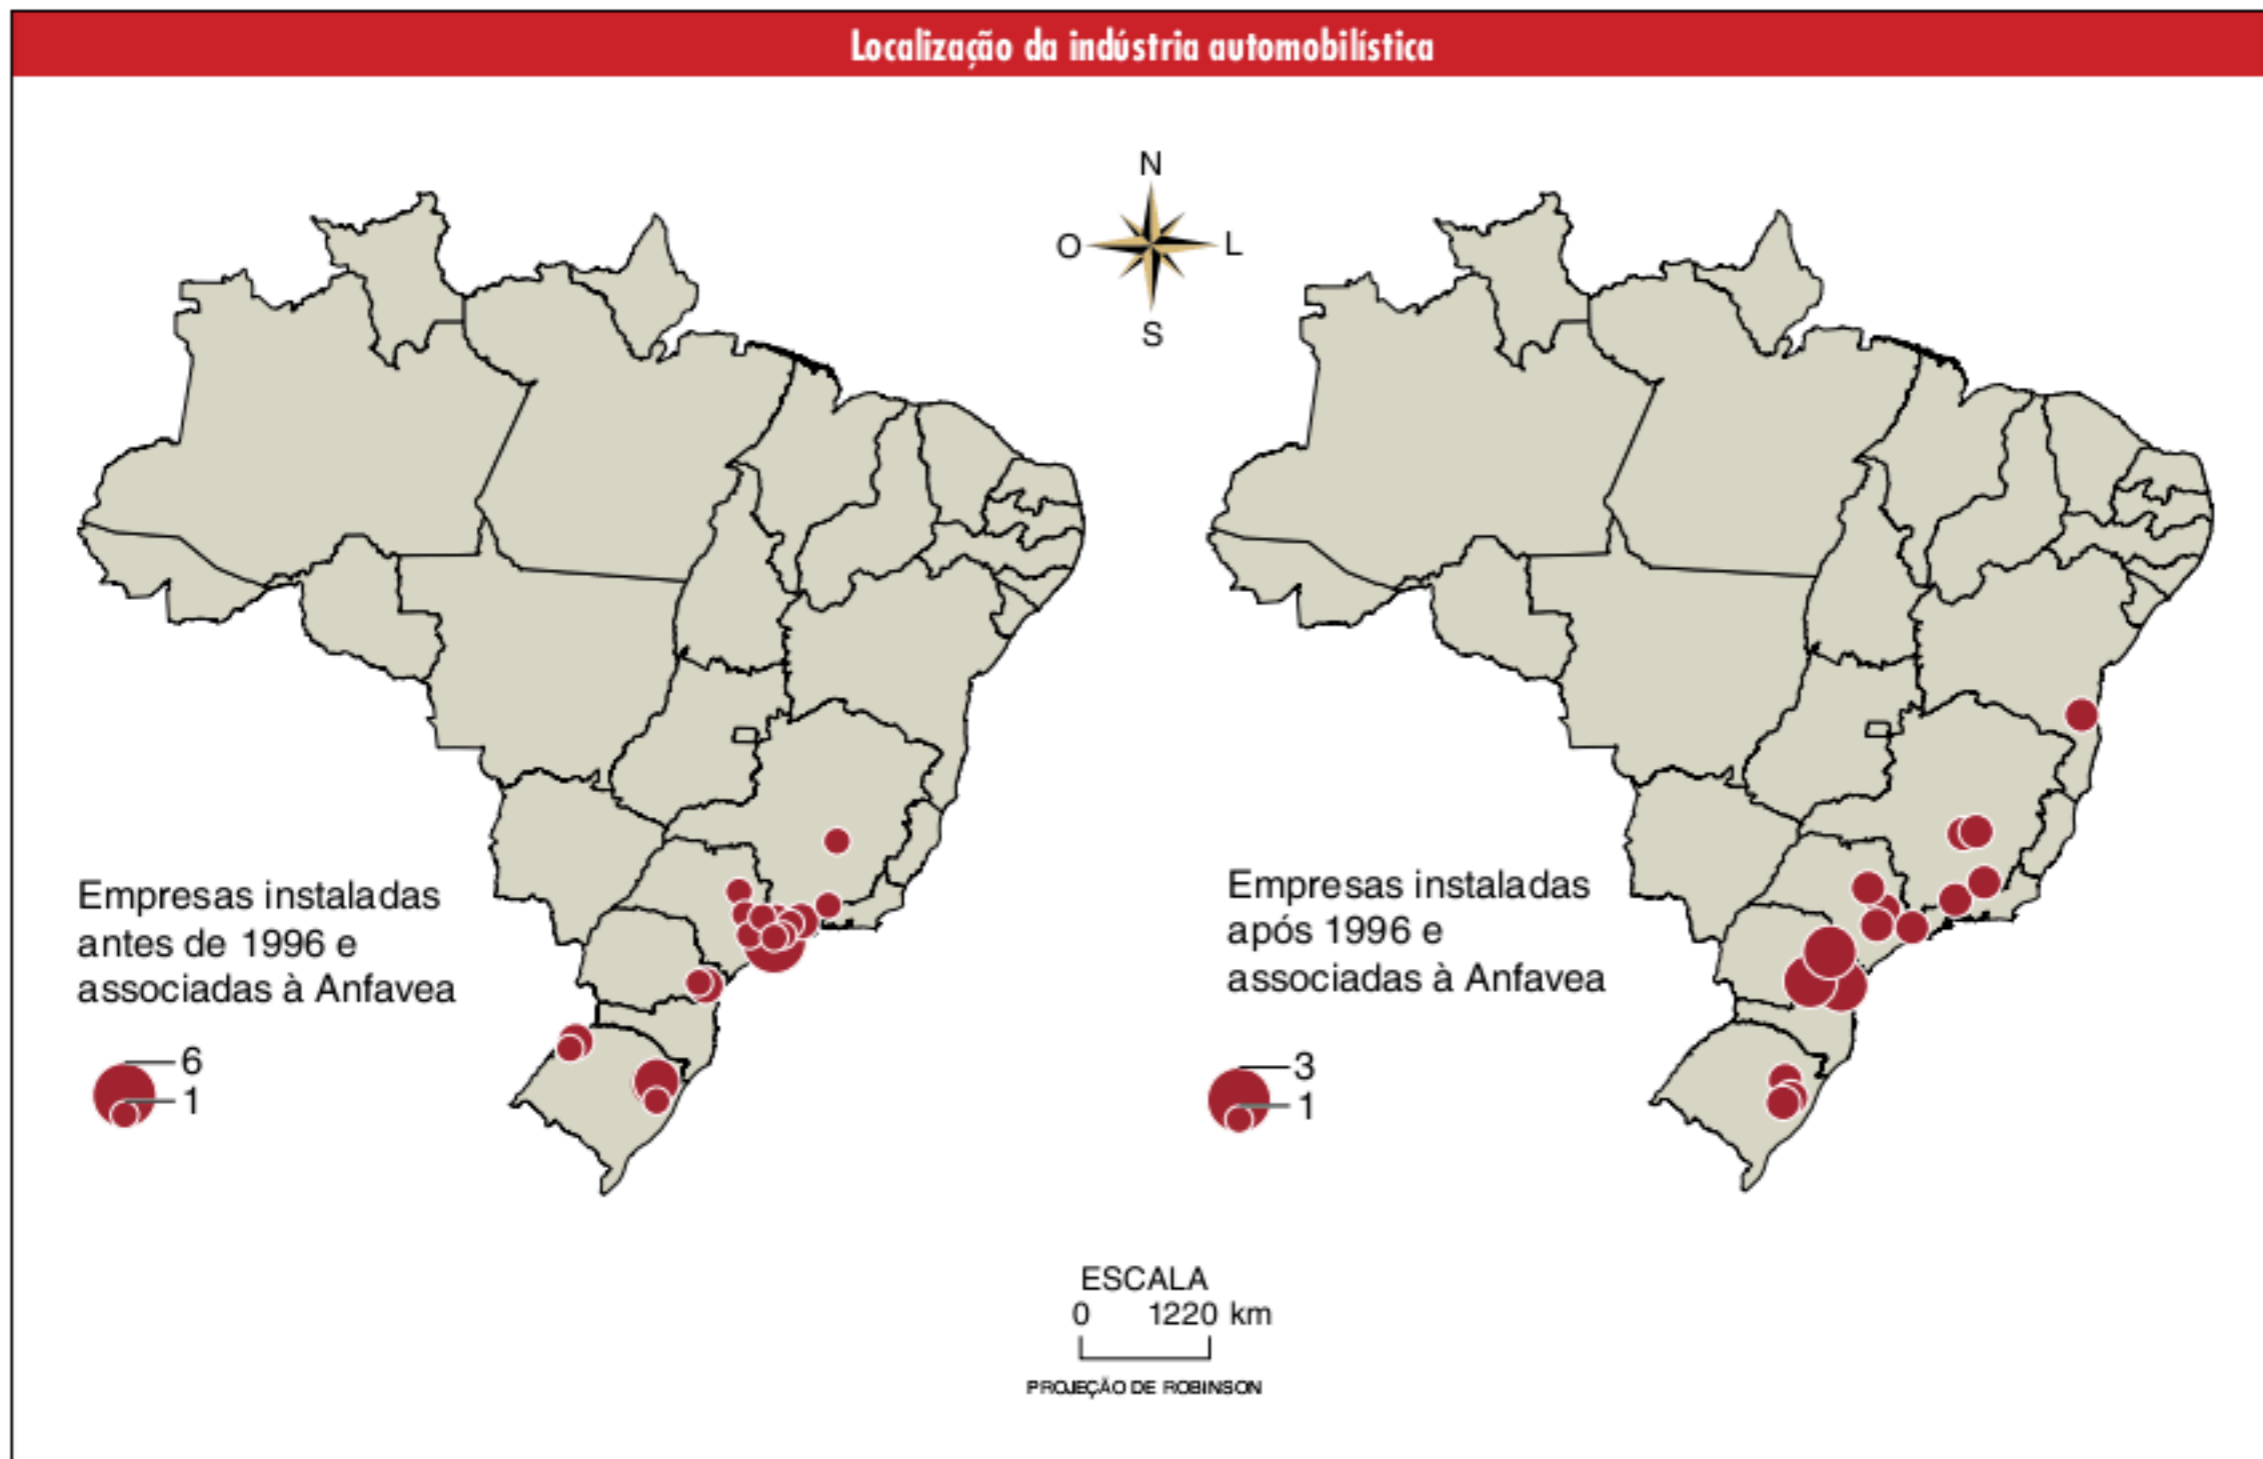 Localização da indústria automobilística
N
O
L
S
Empresas instaladas
antes de 1996 e
associadas à Anfavea
6
1
Empresas instaladas
após 1996 e
associadas à Anfavea
3
1
ESCALA
0 1220 km
PROJEÇÃO DE ROBINSON